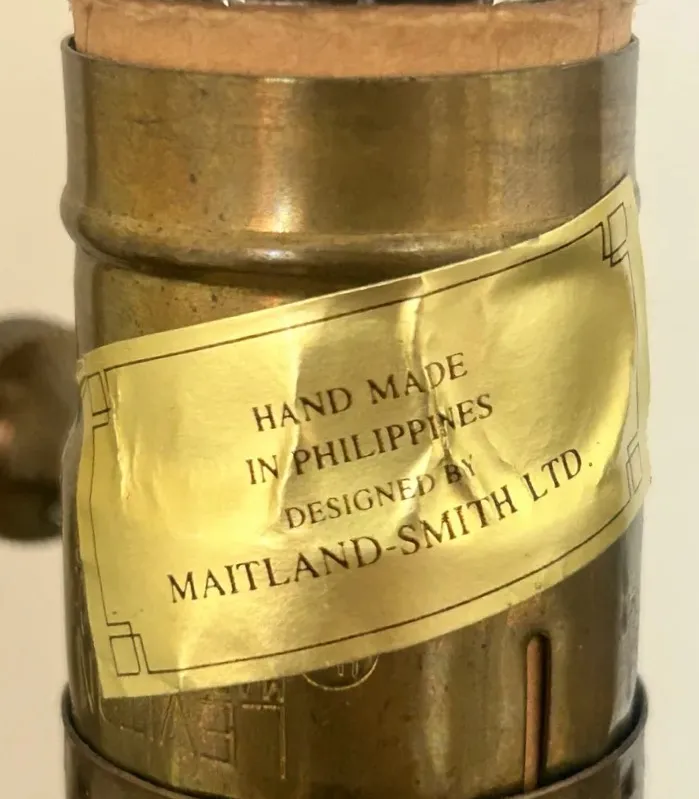 HAND MADE
IN PHILIPPINES
DESIGNED BY
MAITLAND-SMITH LTD.